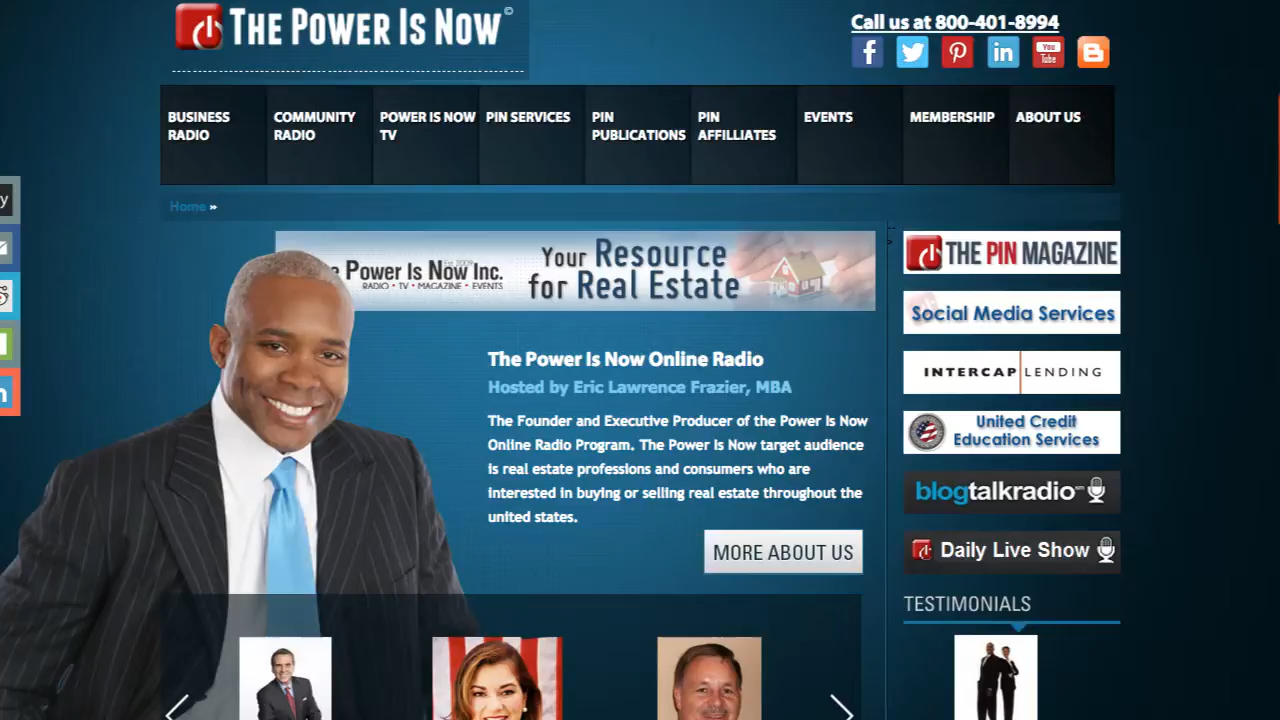 THE POWER IS NOW©
Call us at 800-401-8994
You
Tube
BUSINESS
RADIO
COMMUNITY
RADIO
POWER IS NOW
TV
PIN SERVICES
PIN
PUBLICATIONS
PIN
AFFILLIATES
EVENTS
MEMBERSHIP
ABOUT US
Home »
Power Is Now Inc.
RADIO • TV • MAGAZINE • EVENTS
Your Resource
for Real Estate
The Power Is Now Online Radio
Hosted by Eric Lawrence Frazier, MBA
The Founder and Executive Producer of the Power Is Now
Online Radio Program. The Power Is Now target audience
is real estate professions and consumers who are
interested in buying or selling real estate throughout the
united states.
MORE ABOUT US
THE PIN MAGAZINE
Social Media Services
INTERCAP LENDING
United Credit
Education Services
blogtalkradio
Daily Live Show
TESTIMONIALS